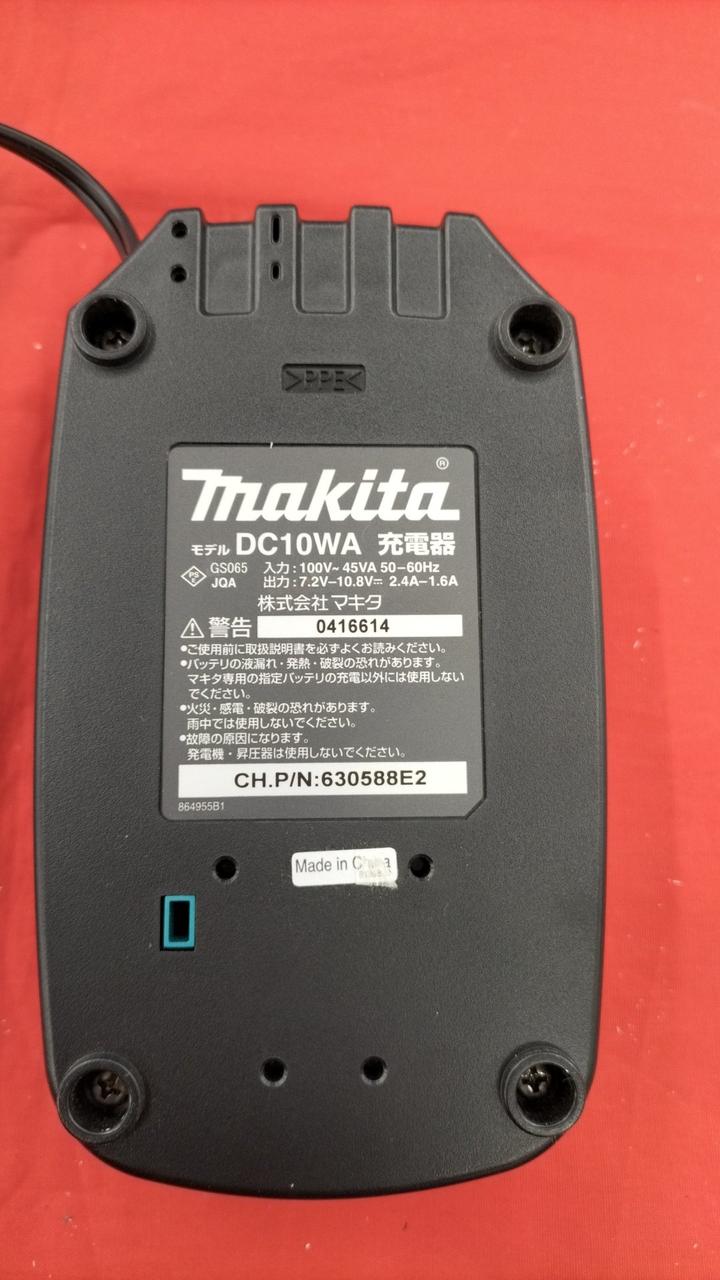 >PPE<
makita®
モデル DC10WA 充電器
PS E GS065 入力:100V~ 45VA 50-60Hz
JQA 出力:7.2V-10.8V⎓ 2.4A-1.6A
株式会社マキタ
⚠警告 0416614
●ご使用前に取扱説明書を必ずよくお読みください。
●バッテリの液漏れ・発熱・破裂の恐れがあります。
マキタ専用の指定バッテリの充電以外には使用しない
でください。
●火災・感電・破裂の恐れがあります。
雨中では使用しないでください。
●故障の原因になります。
発電機・昇圧器は使用しないでください。
CH.P/N:630588E2
864955B1
Made in China